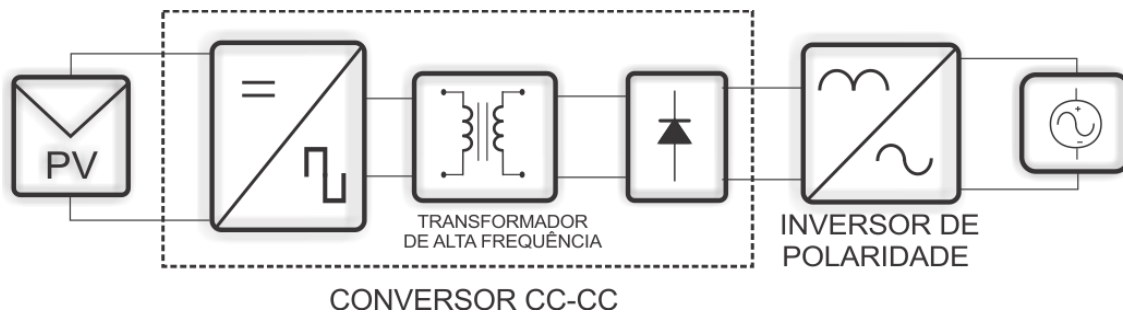 PV
TRANSFORMADOR
DE ALTA FREQUÊNCIA
INVERSOR DE
POLARIDADE
CONVERSOR CC-CC